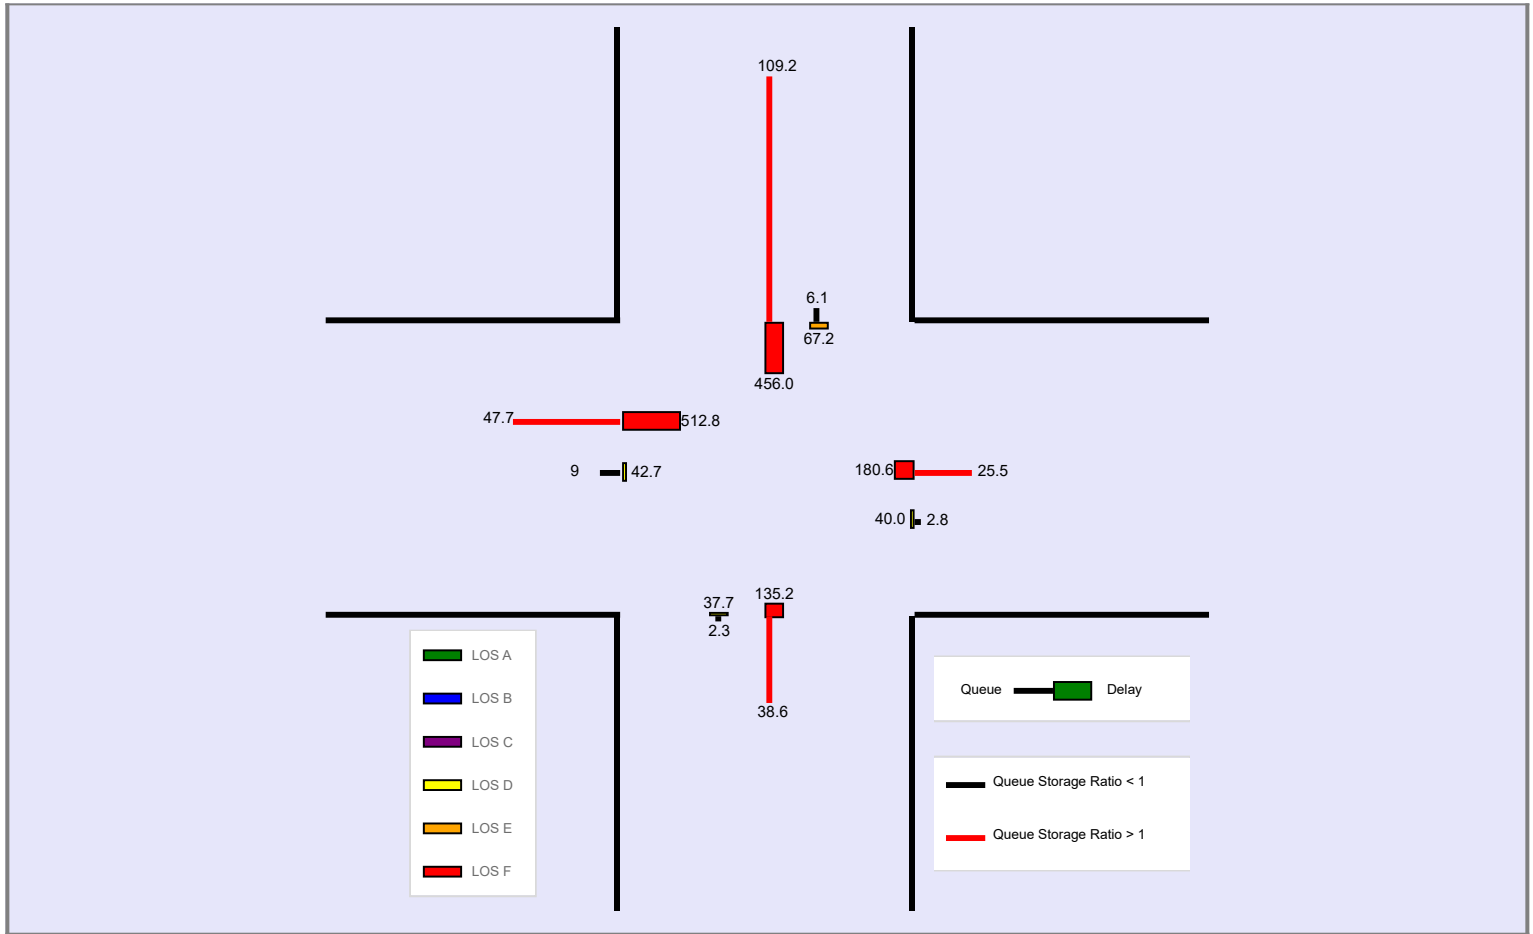 109.2
6.1
67.2
456.0
47.7
512.8
9
42.7
180.6
25.5
40.0
2.8
37.7
135.2
2.3
38.6
LOS A
LOS B
LOS C
LOS D
LOS E
LOS F
Queue
Delay
Queue Storage Ratio < 1
Queue Storage Ratio > 1